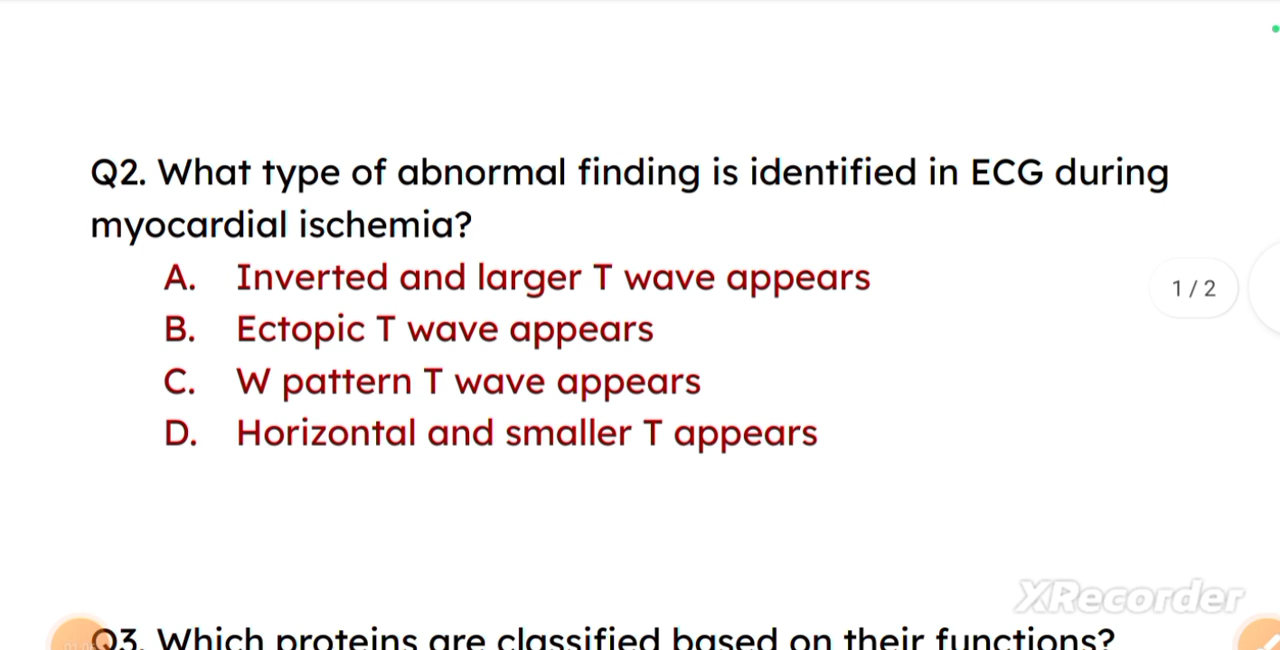 Q2. What type of abnormal finding is identified in ECG during
myocardial ischemia?
A. Inverted and larger T wave appears
1 / 2
B. Ectopic T wave appears
C. W pattern T wave appears
D. Horizontal and smaller T appears
XRecorder
Q3. Which proteins are classified based on their functions?